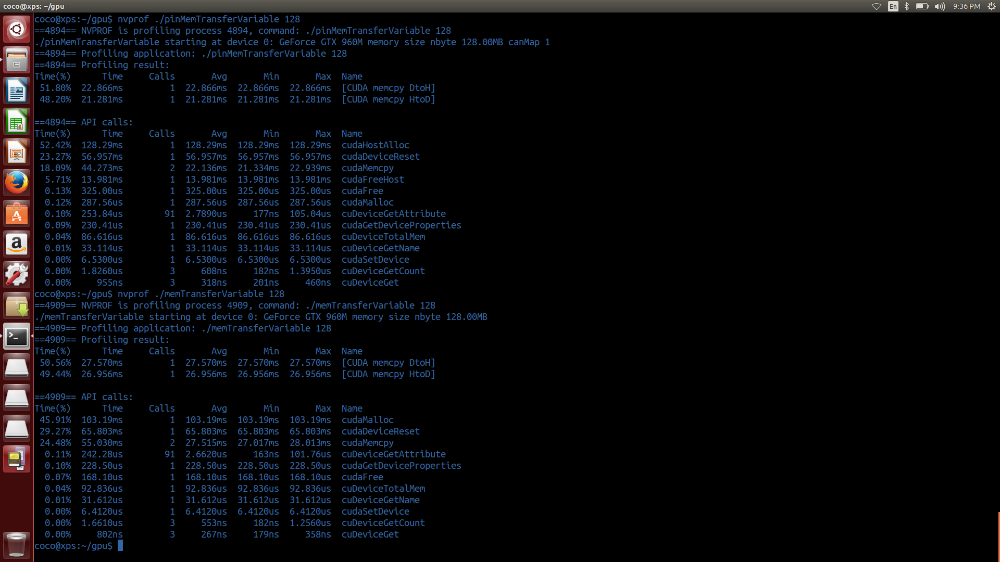 coco@xps: ~/gpu
En
9:36 PM
coco@xps:~/gpu$ nvprof ./pinMemTransferVariable 128
==4894== NVPROF is profiling process 4894, command: ./pinMemTransferVariable 128
./pinMemTransferVariable starting at device 0: GeForce GTX 960M memory size nbyte 128.00MB canMap 1
==4894== Profiling application: ./pinMemTransferVariable 128
==4894== Profiling result:
Time(%)      Time     Calls       Avg       Min       Max  Name
 51.80%  22.866ms         1  22.866ms  22.866ms  22.866ms  [CUDA memcpy DtoH]
 48.20%  21.281ms         1  21.281ms  21.281ms  21.281ms  [CUDA memcpy HtoD]

==4894== API calls:
Time(%)      Time     Calls       Avg       Min       Max  Name
 52.42%  128.29ms         1  128.29ms  128.29ms  128.29ms  cudaHostAlloc
 23.27%  56.957ms         1  56.957ms  56.957ms  56.957ms  cudaDeviceReset
 18.09%  44.273ms         2  22.136ms  21.334ms  22.939ms  cudaMemcpy
  5.71%  13.981ms         1  13.981ms  13.981ms  13.981ms  cudaFreeHost
  0.13%  325.00us         1  325.00us  325.00us  325.00us  cudaFree
  0.12%  287.56us         1  287.56us  287.56us  287.56us  cudaMalloc
  0.10%  253.84us        91  2.7890us     177ns  105.04us  cuDeviceGetAttribute
  0.09%  230.41us         1  230.41us  230.41us  230.41us  cudaGetDeviceProperties
  0.04%  86.616us         1  86.616us  86.616us  86.616us  cuDeviceTotalMem
  0.01%  33.114us         1  33.114us  33.114us  33.114us  cuDeviceGetName
  0.00%  6.5300us         1  6.5300us  6.5300us  6.5300us  cudaSetDevice
  0.00%  1.8260us         3     608ns     182ns  1.3950us  cuDeviceGetCount
  0.00%     955ns         3     318ns     201ns     460ns  cuDeviceGet
coco@xps:~/gpu$ nvprof ./memTransferVariable 128
==4909== NVPROF is profiling process 4909, command: ./memTransferVariable 128
./memTransferVariable starting at device 0: GeForce GTX 960M memory size nbyte 128.00MB
==4909== Profiling application: ./memTransferVariable 128
==4909== Profiling result:
Time(%)      Time     Calls       Avg       Min       Max  Name
 50.56%  27.570ms         1  27.570ms  27.570ms  27.570ms  [CUDA memcpy DtoH]
 49.44%  26.956ms         1  26.956ms  26.956ms  26.956ms  [CUDA memcpy HtoD]

==4909== API calls:
Time(%)      Time     Calls       Avg       Min       Max  Name
 45.91%  103.19ms         1  103.19ms  103.19ms  103.19ms  cudaMalloc
 29.27%  65.803ms         1  65.803ms  65.803ms  65.803ms  cudaDeviceReset
 24.48%  55.030ms         2  27.515ms  27.017ms  28.013ms  cudaMemcpy
  0.11%  242.28us        91  2.6620us     163ns  101.76us  cuDeviceGetAttribute
  0.10%  228.50us         1  228.50us  228.50us  228.50us  cudaGetDeviceProperties
  0.07%  168.10us         1  168.10us  168.10us  168.10us  cudaFree
  0.04%  92.836us         1  92.836us  92.836us  92.836us  cuDeviceTotalMem
  0.01%  31.612us         1  31.612us  31.612us  31.612us  cuDeviceGetName
  0.00%  6.4120us         1  6.4120us  6.4120us  6.4120us  cudaSetDevice
  0.00%  1.6610us         3     553ns     182ns  1.2560us  cuDeviceGetCount
  0.00%     802ns         3     267ns     179ns     358ns  cuDeviceGet
coco@xps:~/gpu$